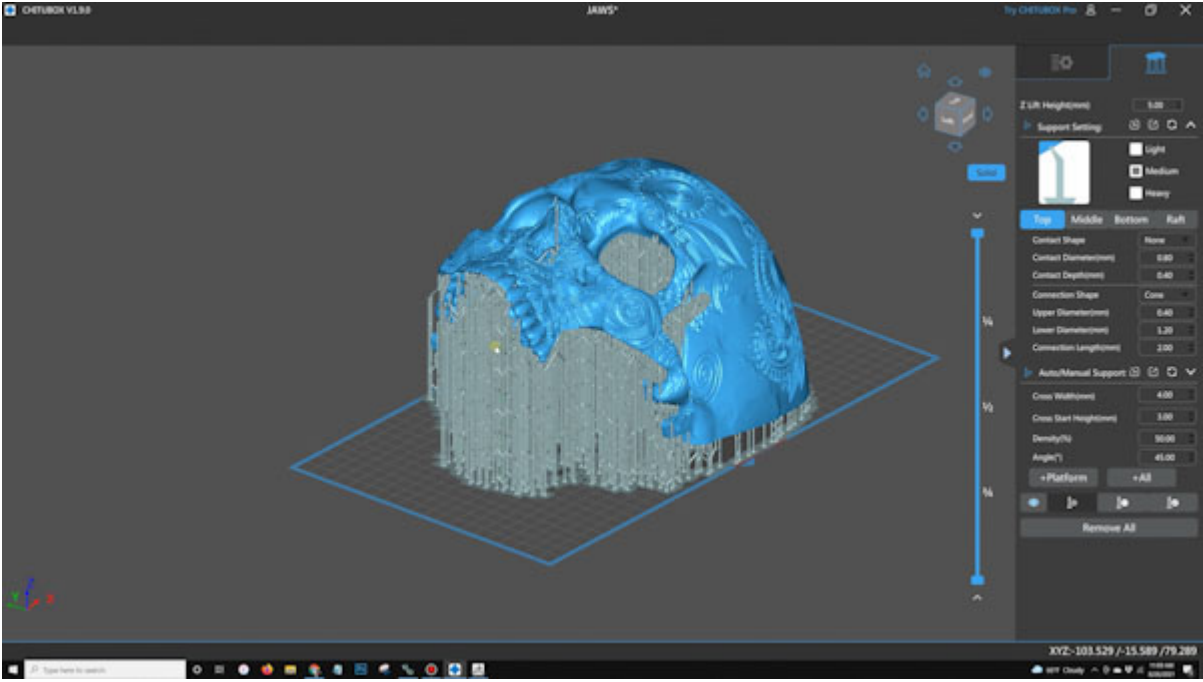 CHITUBOX V1.9.0
JAWS*
Try CHITUBOX Pro
Z Lift Height(mm) 5.00
Support Setting
Light
Medium
Heavy
Top Middle Bottom Raft
Contact Shape None
Contact Diameter(mm) 0.80
Contact Depth(mm) 0.40
Connection Shape Cone
Upper Diameter(mm) 0.40
Lower Diameter(mm) 1.20
Connection Length(mm) 2.00
Auto/Manual Support
Cross Width(mm) 4.00
Cross Start Height(mm) 3.00
Density(%) 50.00
Angle(°) 45.00
+Platform +All
Remove All
Solid
½
Y X Z
XYZ:-103.529 /-15.589 /79.289
Type here to search
Cloudy